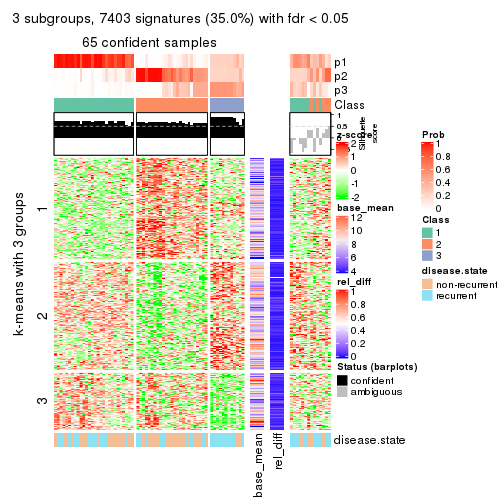 3 subgroups, 7403 signatures (35.0%) with fdr < 0.05
65 confident samples
p1
p2
p3
Class
1
0.5
0
Silhouette
score
k-means with 3 groups
1
2
3
base_mean
rel_diff
disease.state
z-score
2
1
0
-1
-2
base_mean
12
10
8
6
4
rel_diff
1
0.8
0.6
0.4
0.2
0
Status (barplots)
confident
ambiguous
Prob
1
0.8
0.6
0.4
0.2
0
Class
1
2
3
disease.state
non-recurrent
recurrent